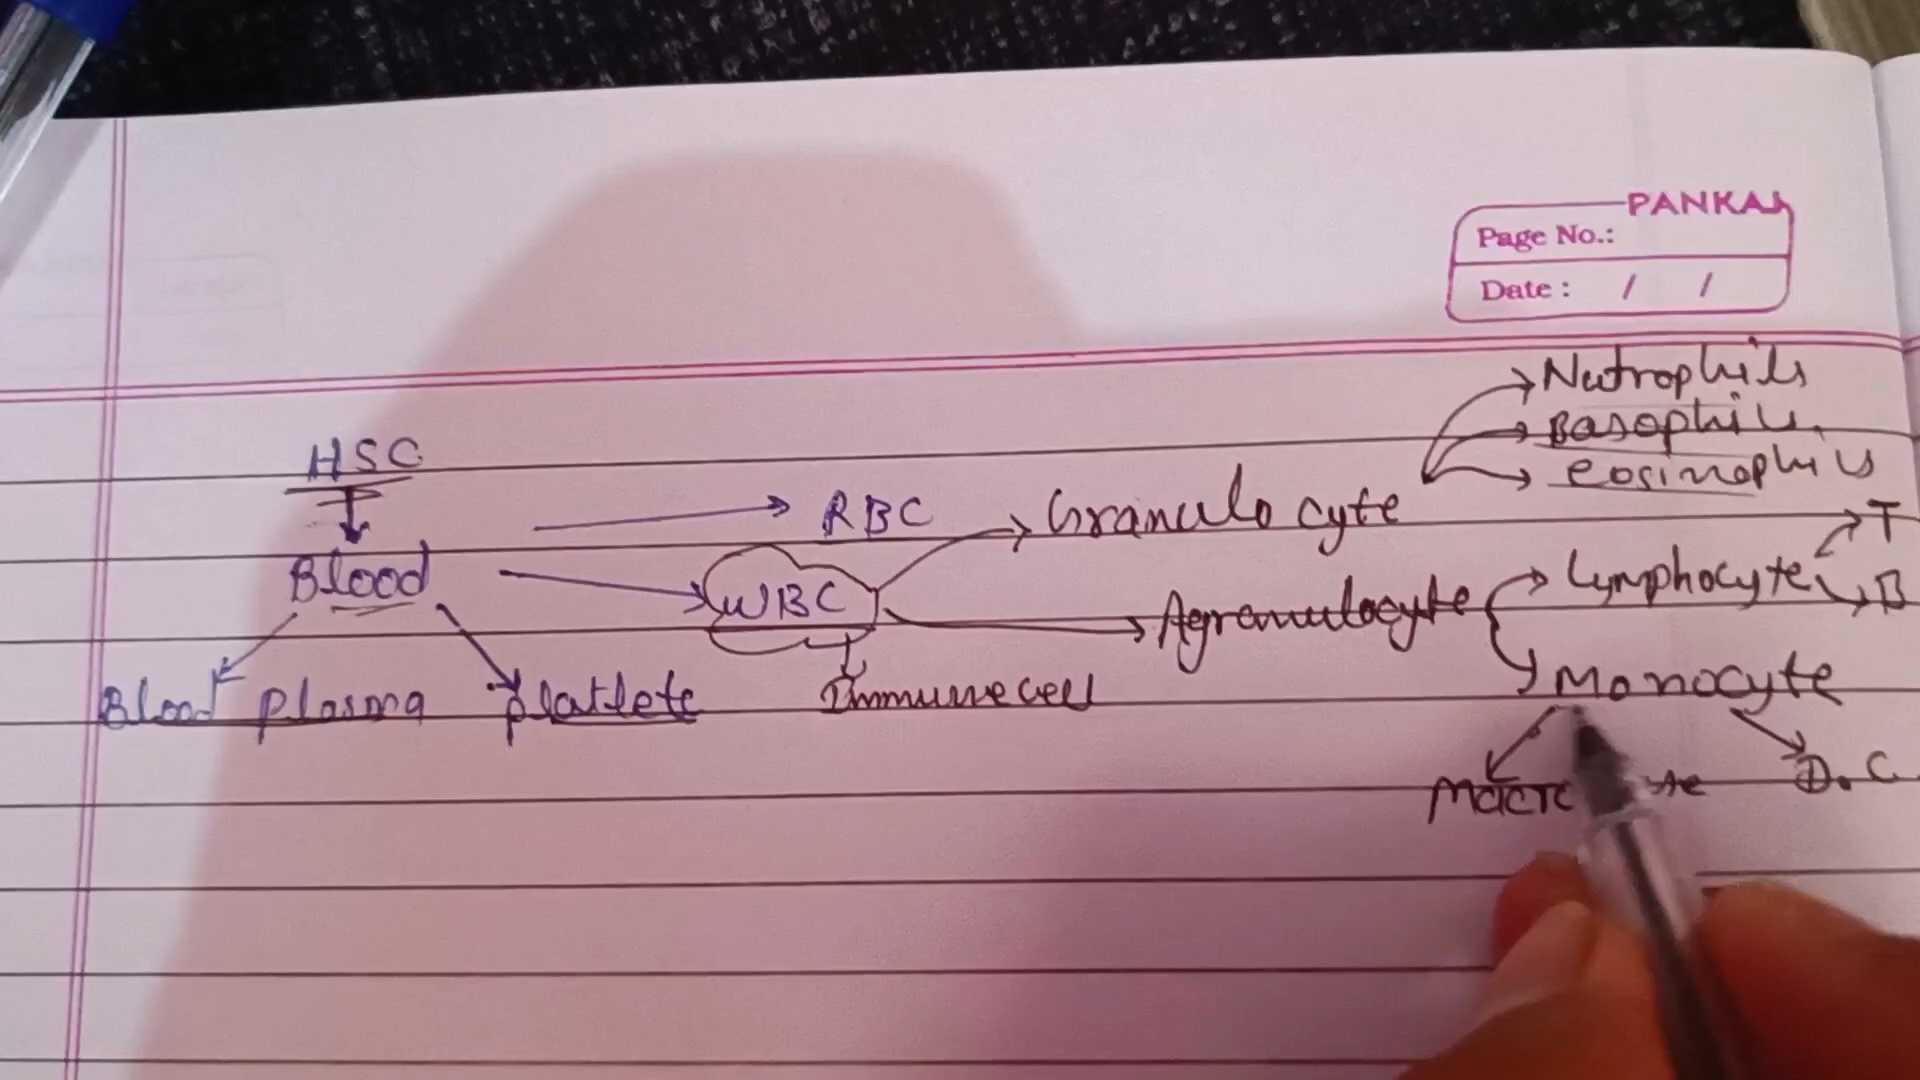 PANKAJ
Page No.:
Date : / /
Nutrophils
Basophils
eosinophils
HSC
RBC
Granulocyte
T
Blood
WBC
Agranulocyte
Lymphocyte
B
Blood plasma
platlete
Immune cell
Monocyte
D.C